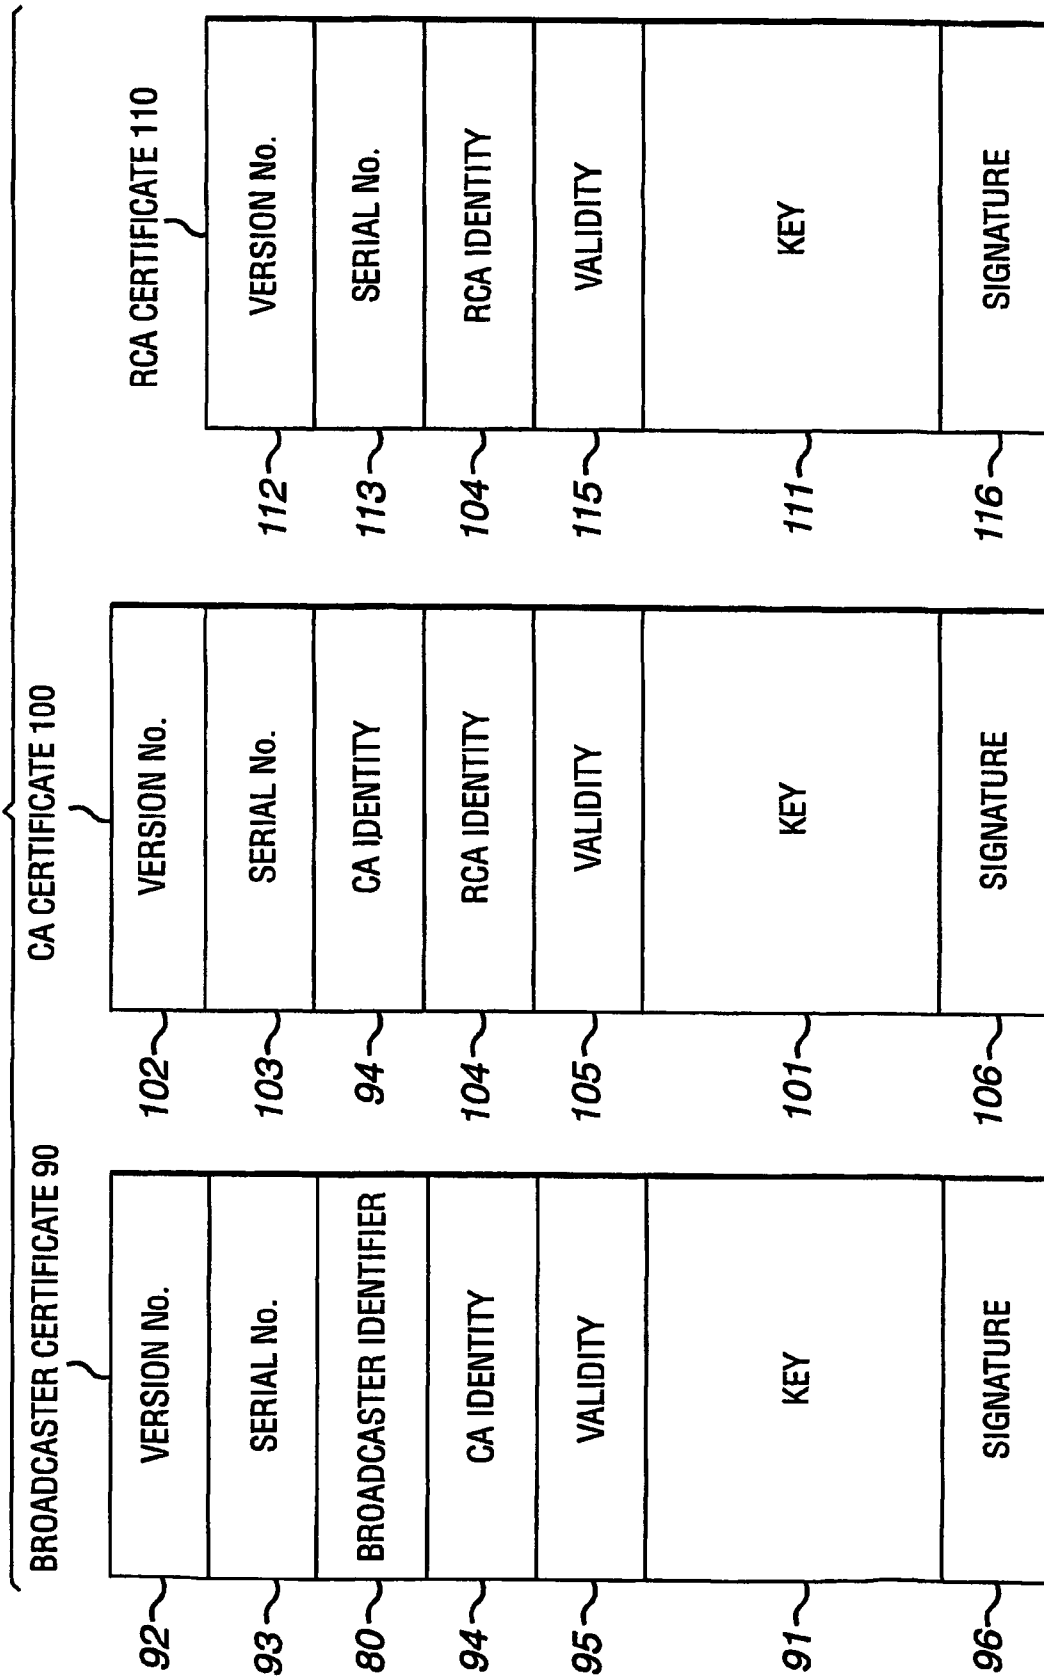 BROADCASTER CERTIFICATE 90
92 VERSION No.
93 SERIAL No.
80 BROADCASTER IDENTIFIER
94 CA IDENTITY
95 VALIDITY
91 KEY
96 SIGNATURE
CA CERTIFICATE 100
102 VERSION No.
103 SERIAL No.
94 CA IDENTITY
104 RCA IDENTITY
105 VALIDITY
101 KEY
106 SIGNATURE
RCA CERTIFICATE 110
112 VERSION No.
113 SERIAL No.
104 RCA IDENTITY
115 VALIDITY
111 KEY
116 SIGNATURE